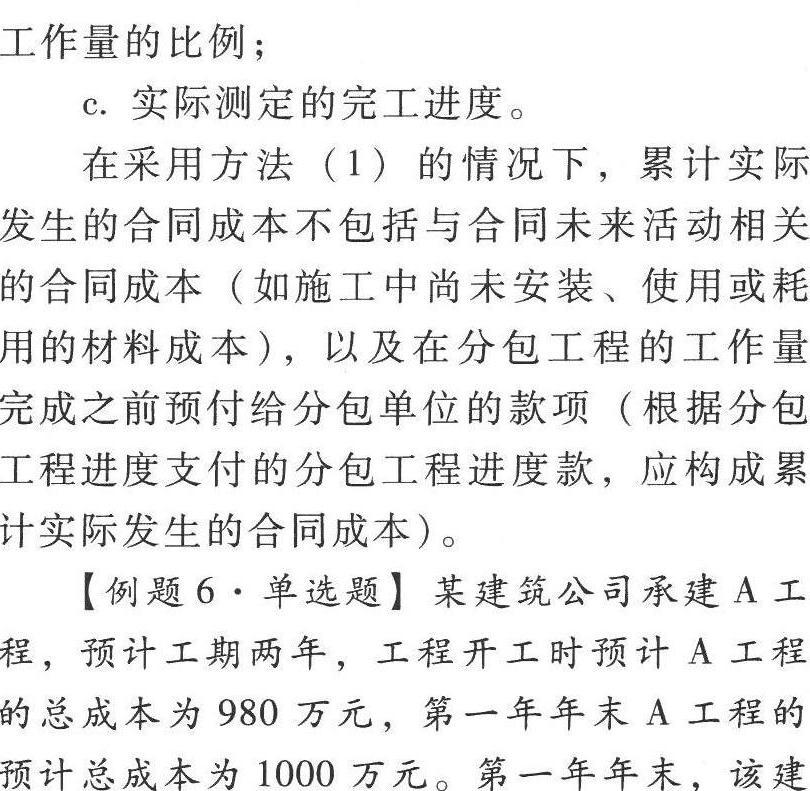 工作量的比例；
c. 实际测定的完工进度。
在采用方法（1）的情况下，累计实际
发生的合同成本不包括与合同未来活动相关
的合同成本（如施工中尚未安装、使用或耗
用的材料成本），以及在分包工程的工作量
完成之前预付给分包单位的款项（根据分包
工程进度支付的分包工程进度款，应构成累
计实际发生的合同成本）。
【例题6·单选题】某建筑公司承建 A 工
程，预计工期两年，工程开工时预计 A 工程
的总成本为 980 万元，第一年年末 A 工程的
预计总成本为 1000 万元。第一年年末，该建